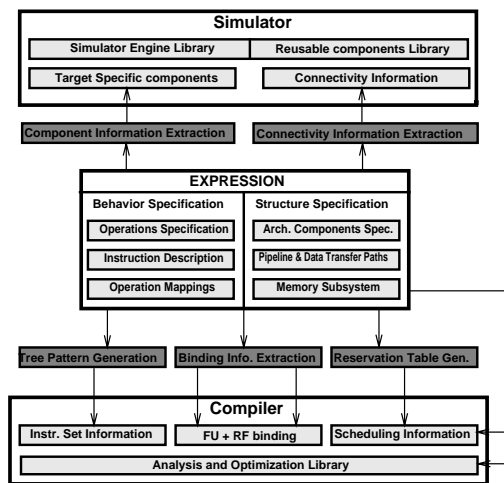 Simulator
Simulator Engine Library
Reusable components Library
Target Specific components
Connectivity Information
Component Information Extraction
Connectivity Information Extraction
EXPRESSION
Behavior Specification
Structure Specification
Operations Specification
Arch. Components Spec.
Instruction Description
Pipeline & Data Transfer Paths
Operation Mappings
Memory Subsystem
Tree Pattern Generation
Binding Info. Extraction
Reservation Table Gen.
Compiler
Instr. Set Information
FU + RF binding
Scheduling Information
Analysis and Optimization Library